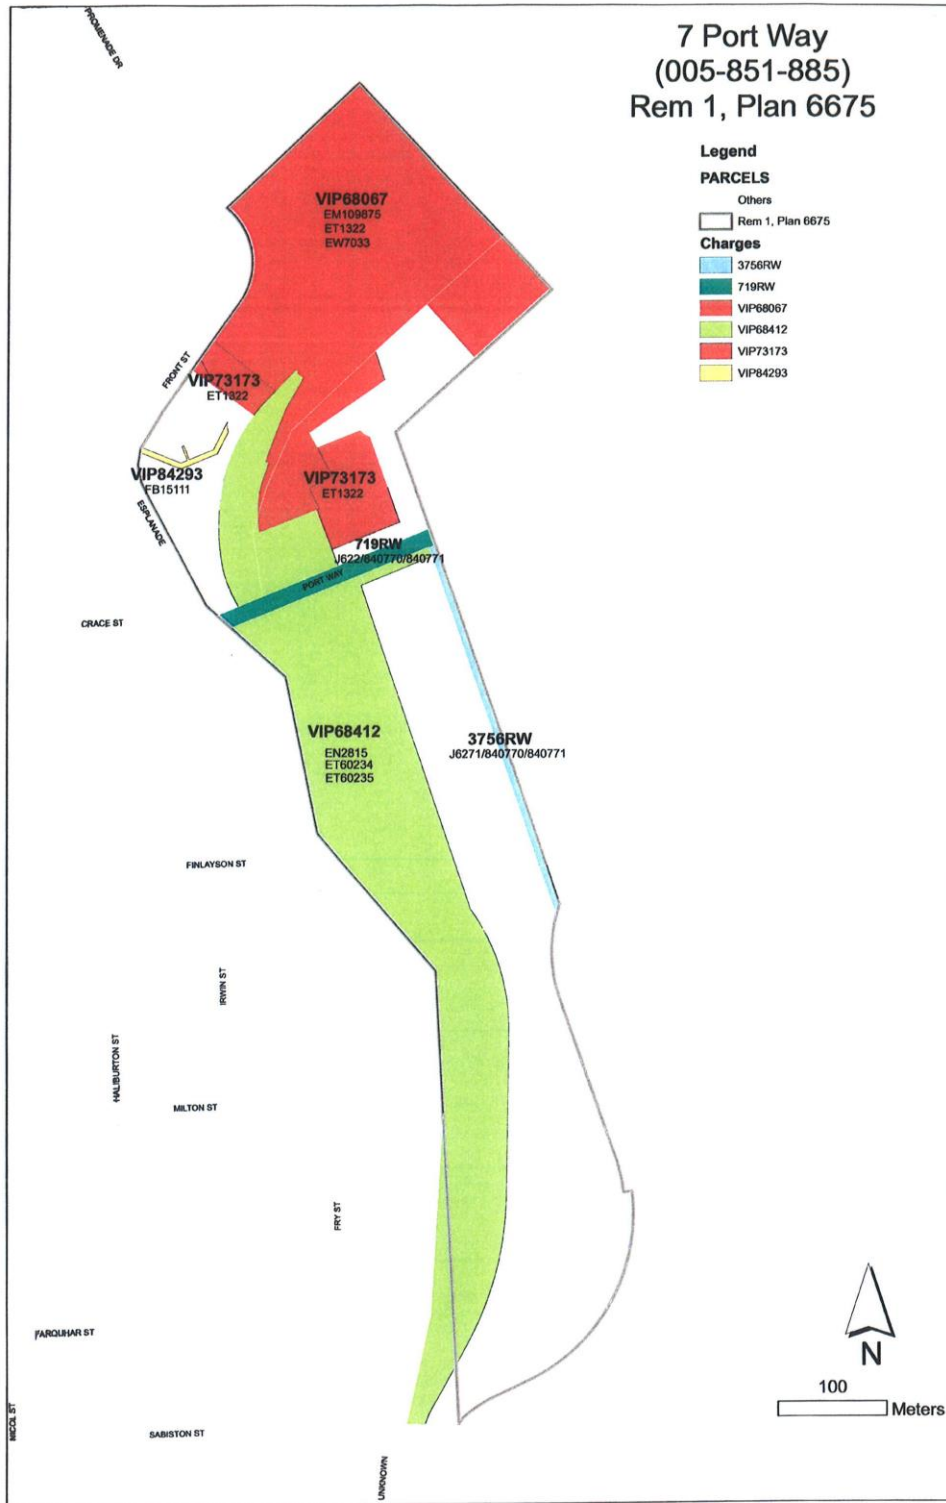 PROMENADE DR
7 Port Way
(005-851-885)
Rem 1, Plan 6675
Legend
PARCELS
Others
Rem 1, Plan 6675
Charges
3756RW
719RW
VIP68067
VIP68412
VIP73173
VIP84293
VIP68067
EM109875
ET1322
EW7033
FRONT ST
VIP73173
ET1322
VIP84293
FB15111
VIP73173
ET1322
ESPLANADE
719RW
J622/840770/840771
PORT WAY
CRACE ST
VIP68412
EN2815
ET60234
ET60235
3756RW
J6271/840770/840771
FINLAYSON ST
IRWIN ST
HALIBURTON ST
MILTON ST
FRY ST
FARQUHAR ST
N
100
Meters
NICOL ST
SABISTON ST
UNKNOWN